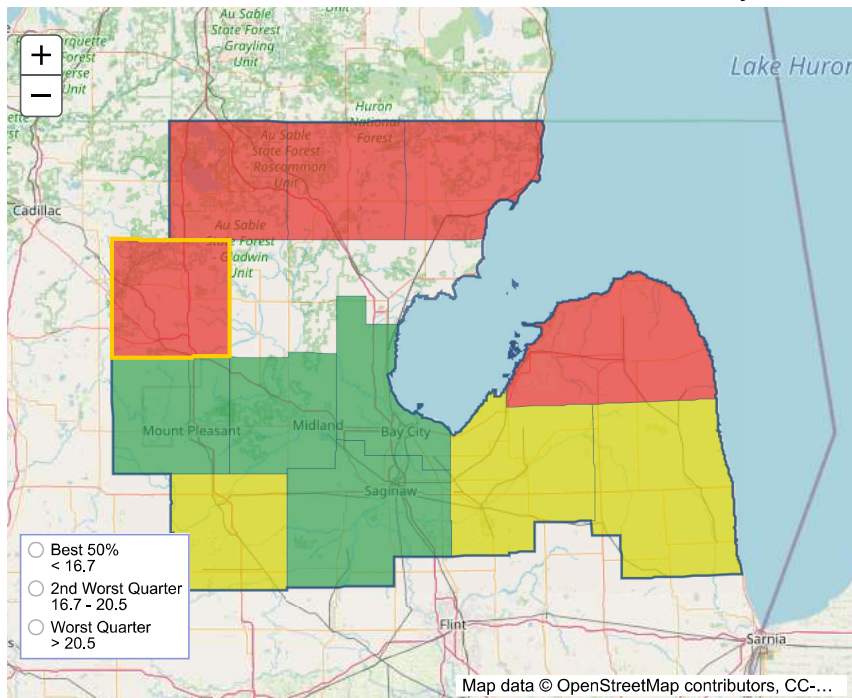 Au Sable
State Forest
- Grayling
Unit
Unit
Lake Huron
Huron
National
Forest
Au Sable
State Forest
- Roscommon
Unit
Cadillac
Au Sable
State Forest
- Gladwin
Unit
Mount Pleasant
Midland
Bay City
Saginaw
Best 50%
< 16.7
2nd Worst Quarter
16.7 - 20.5
Worst Quarter
> 20.5
Flint
Sarnia
Map data © OpenStreetMap contributors, CC-...